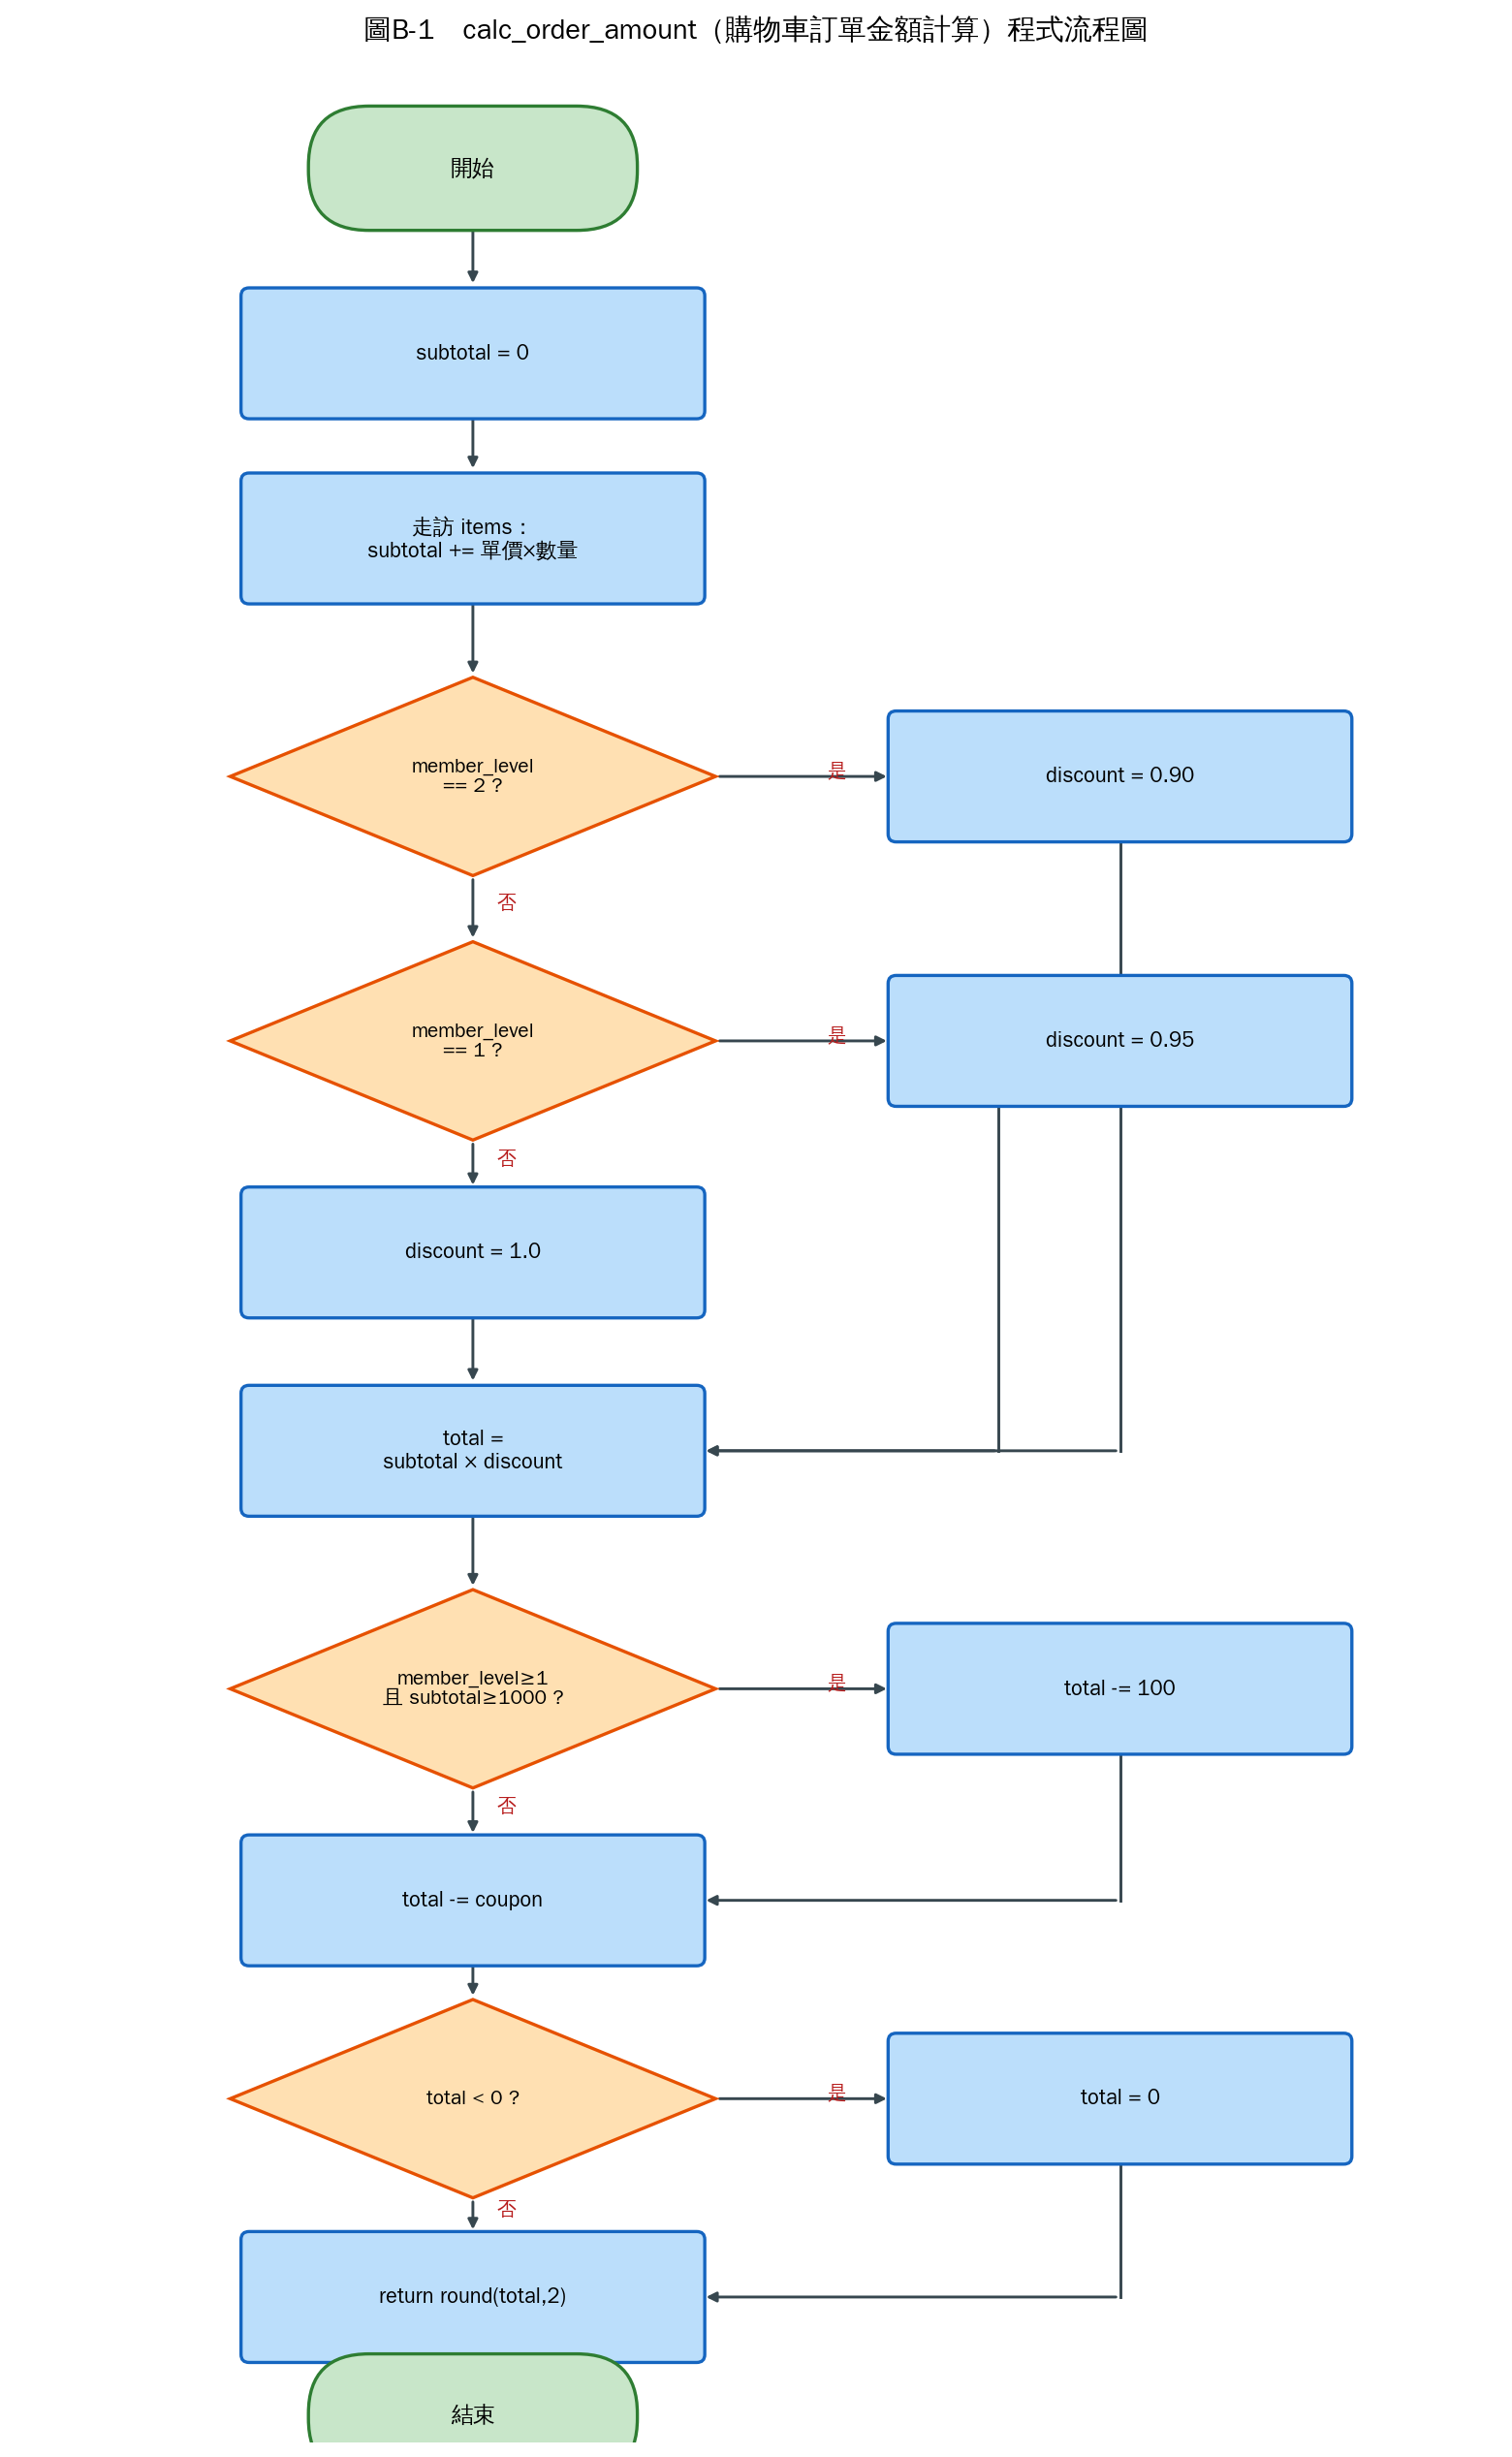 圖B-1　calc_order_amount（購物車訂單金額計算）程式流程圖
開始
subtotal = 0
走訪 items：
subtotal += 單價×數量
member_level
== 2？
是
discount = 0.90
否
member_level
== 1？
是
discount = 0.95
否
discount = 1.0
total =
subtotal × discount
member_level≥1
且 subtotal≥1000？
是
total -= 100
否
total -= coupon
total < 0？
是
total = 0
否
return round(total,2)
結束